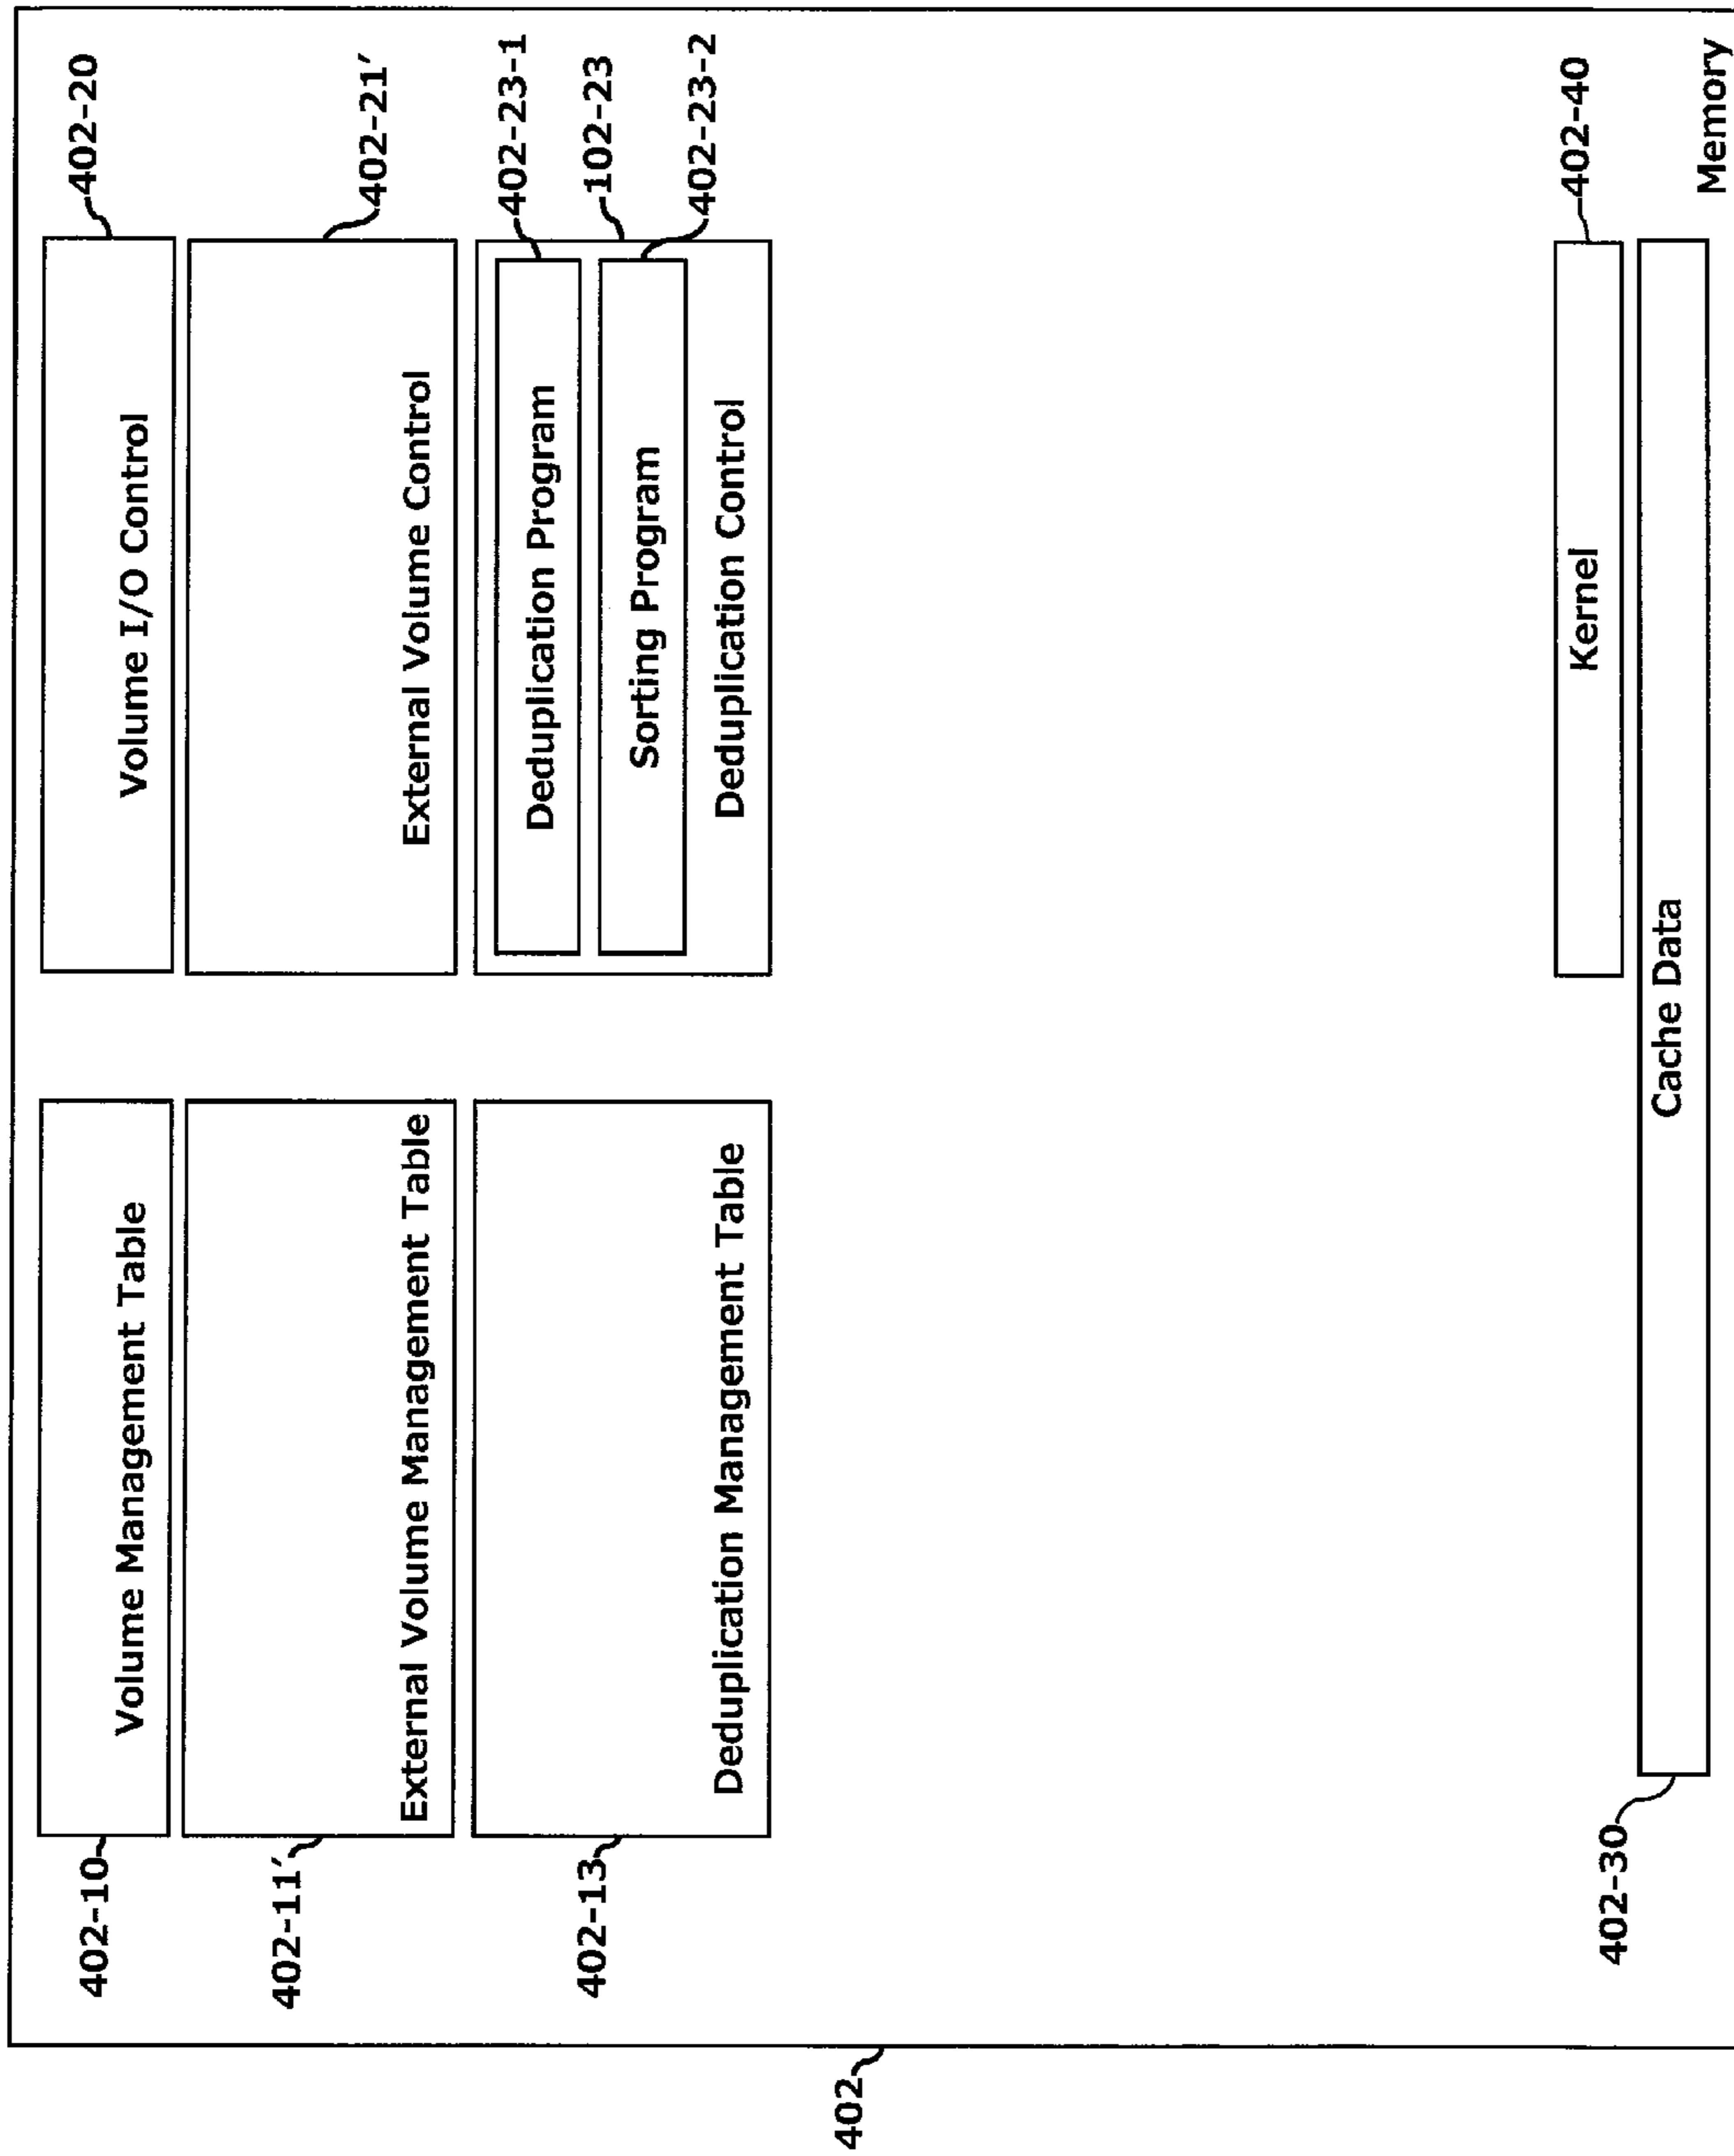 402
402-10
Volume Management Table
402-11′
External Volume Management Table
402-13
Deduplication Management Table
402-20
Volume I/O Control
402-21′
External Volume Control
402-23-1
Deduplication Program
102-23
402-23-2
Sorting Program
Deduplication Control
402-40
Kernel
402-30
Cache Data
Memory